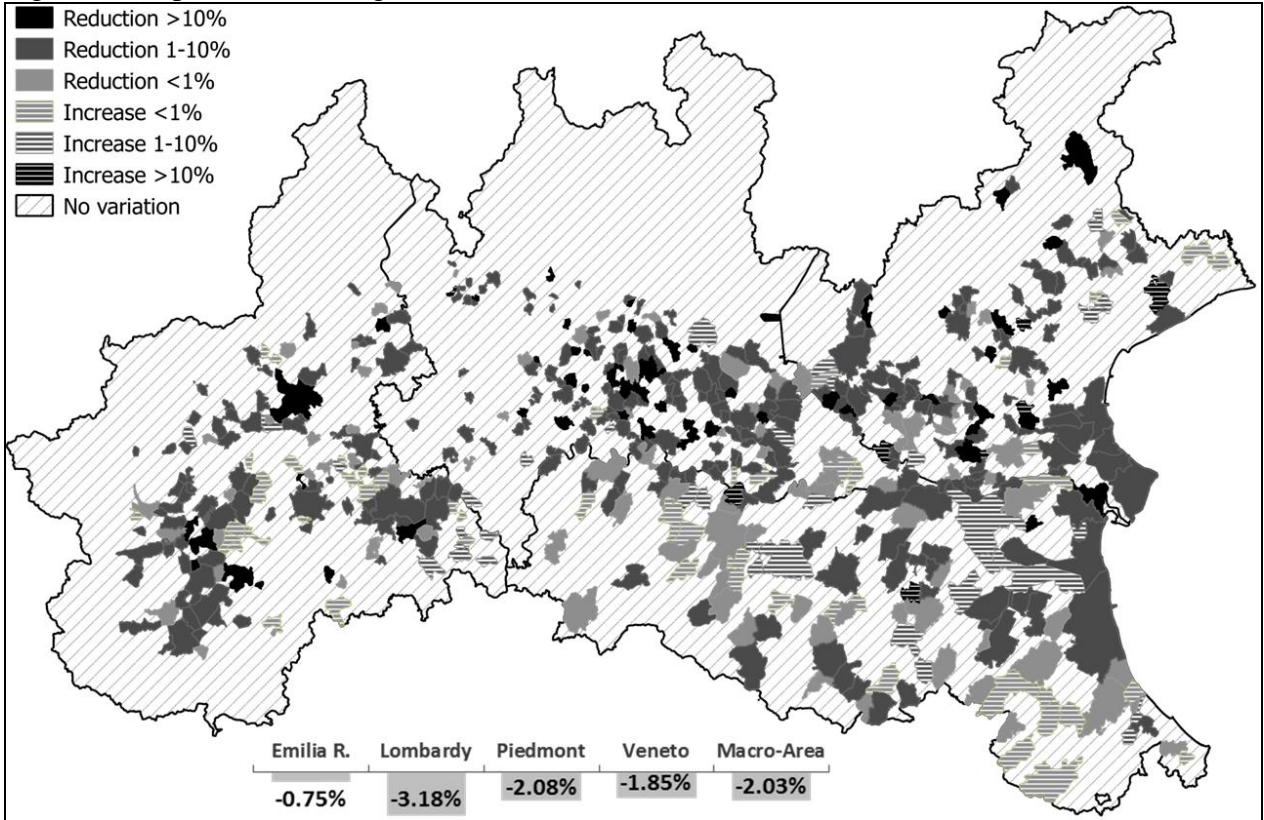 Reduction >10%
Reduction 1-10%
Reduction <1%
Increase <1%
Increase 1-10%
Increase >10%
No variation
Emilia R. Lombardy Piedmont Veneto Macro-Area
-0.75% -3.18% -2.08% -1.85% -2.03%